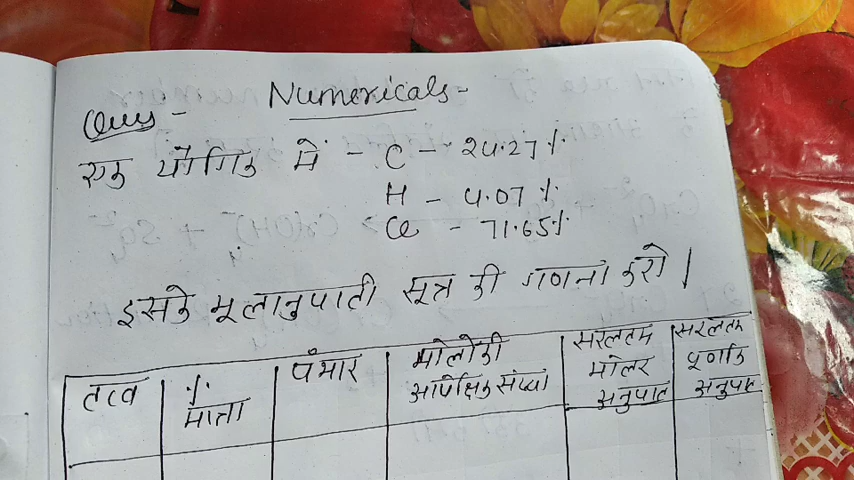 Numericals-
Ques -
एक यौगिक में - C - 24.27%
H - 4.07 %
Cl - 71.65%
इसके मूलानुपाती सूत्र की गणना करो |
तत्व
%
मात्रा
प.भार
मोलों की
आपेक्षिक संख्या
सरलतम
मोलर
अनुपात
सरलतम
पूर्णांक
अनुपात